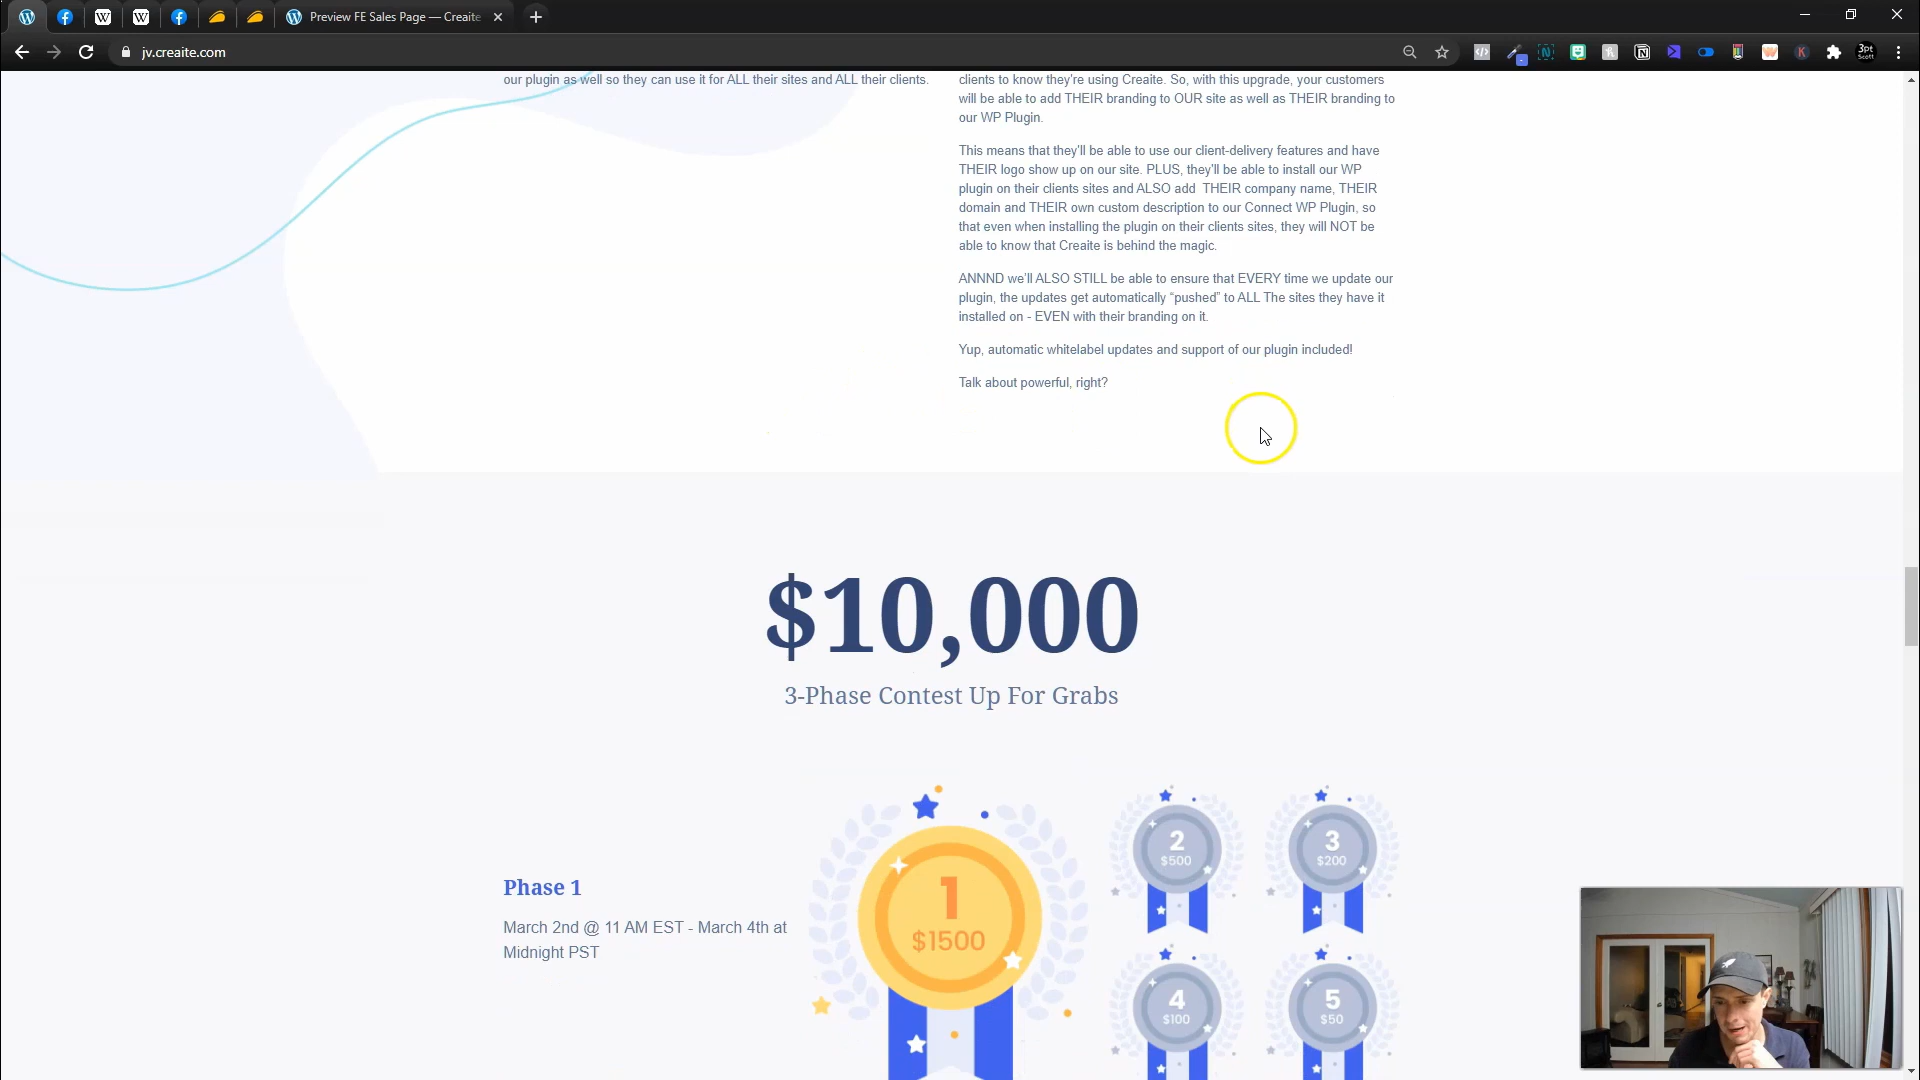 Preview FE Sales Page — Creaite
jv.creaite.com
3pt
Scott
our plugin as well so they can use it for ALL their sites and ALL their clients.
clients to know they're using Creaite. So, with this upgrade, your customers
will be able to add THEIR branding to OUR site as well as THEIR branding to
our WP Plugin.
This means that they'll be able to use our client-delivery features and have
THEIR logo show up on our site. PLUS, they'll be able to install our WP
plugin on their clients sites and ALSO add THEIR company name, THEIR
domain and THEIR own custom description to our Connect WP Plugin, so
that even when installing the plugin on their clients sites, they will NOT be
able to know that Creaite is behind the magic.
ANNND we'll ALSO STILL be able to ensure that EVERY time we update our
plugin, the updates get automatically “pushed” to ALL The sites they have it
installed on - EVEN with their branding on it.
Yup, automatic whitelabel updates and support of our plugin included!
Talk about powerful, right?
$10,000
3-Phase Contest Up For Grabs
Phase 1
March 2nd @ 11 AM EST - March 4th at
Midnight PST
1
$1500
2
$500
3
$200
4
$100
5
$50